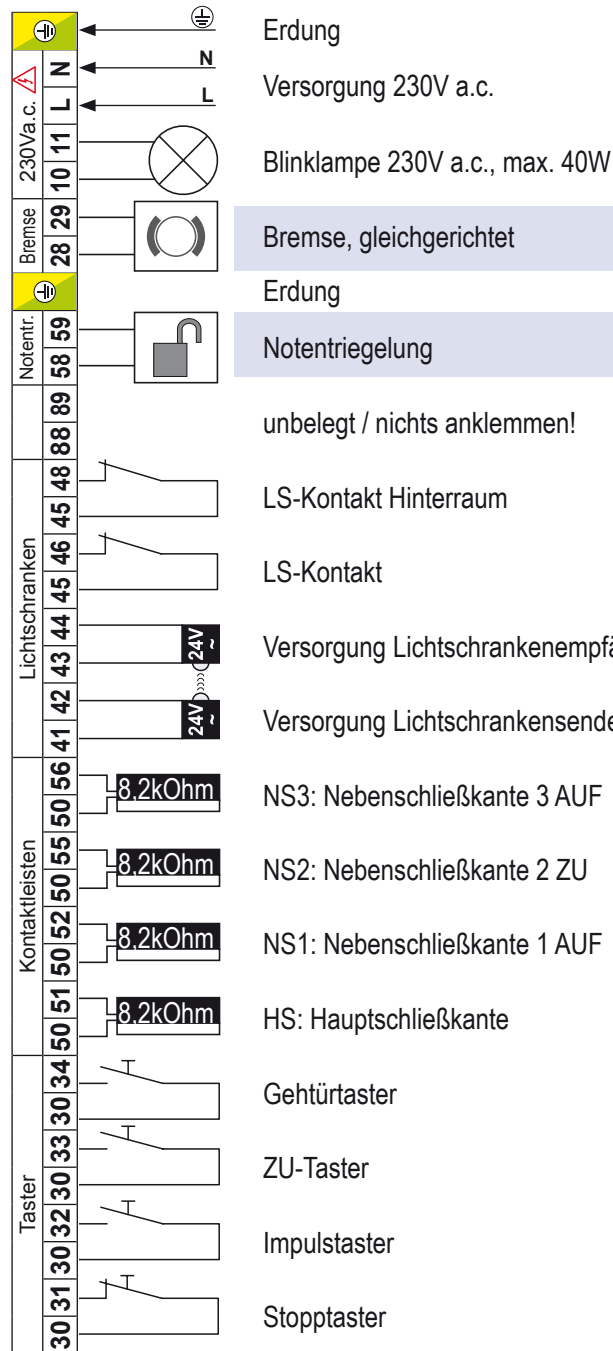 Erdung
N
N
Versorgung 230V a.c.
L
L
230Va.c.
11
10
Blinklampe 230V a.c., max. 40W
Bremse
29
28
Bremse, gleichgerichtet
Erdung
Notentr.
59
58
Notentriegelung
89
88
unbelegt / nichts anklemmen!
Lichtschranken
48
45
LS-Kontakt Hinterraum
46
45
LS-Kontakt
44
43
24V ~
Versorgung Lichtschrankenempfä
42
41
24V ~
Versorgung Lichtschrankensende
Kontaktleisten
56
50
8,2kOhm
NS3: Nebenschließkante 3 AUF
55
50
8,2kOhm
NS2: Nebenschließkante 2 ZU
52
50
8,2kOhm
NS1: Nebenschließkante 1 AUF
51
50
8,2kOhm
HS: Hauptschließkante
Taster
34
30
Gehtürtaster
33
30
ZU-Taster
32
30
Impulstaster
31
30
Stopptaster